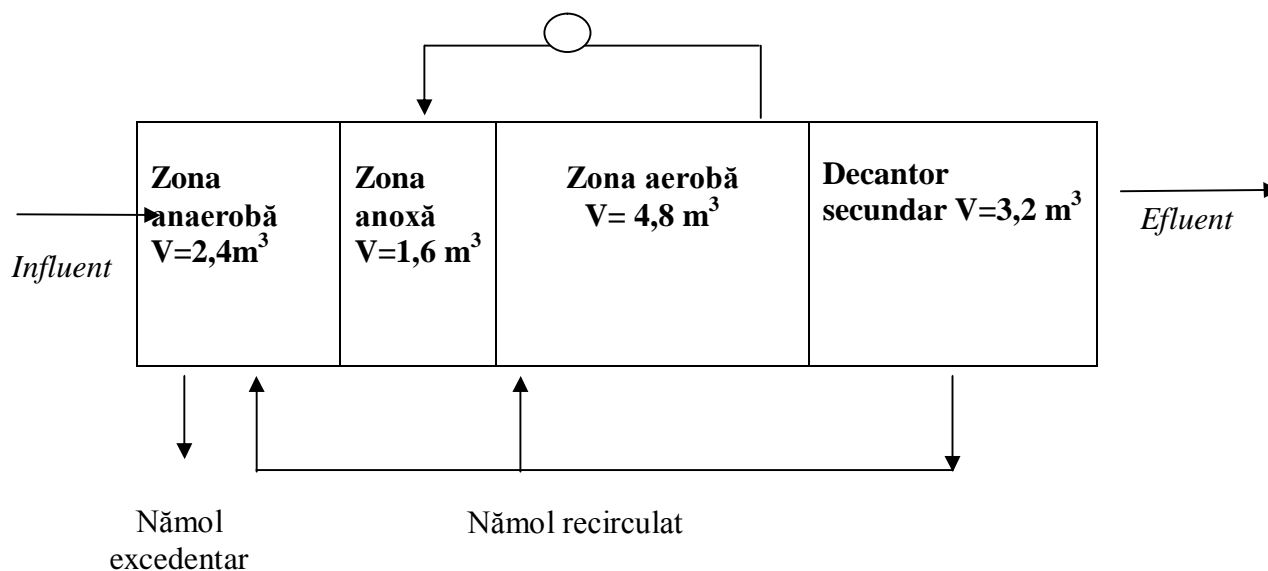 Zona
anaerobă
V=2,4m³
Zona
anoxă
V=1,6 m³
Zona aerobă
V= 4,8 m³
Decantor
secundar V=3,2 m³
Influent
Efluent
Nămol
excedentar
Nămol recirculat